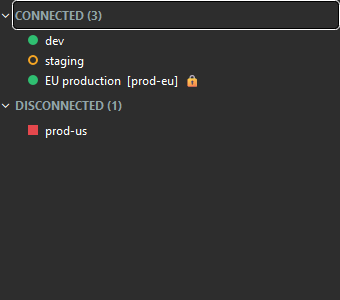 CONNECTED (3)
dev
staging
EU production [prod-eu]
DISCONNECTED (1)
prod-us